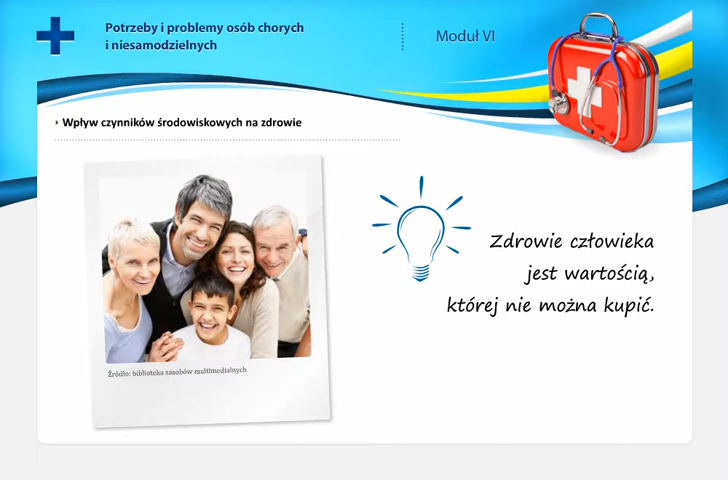 Potrzeby i problemy osób chorych
i niesamodzielnych
Moduł VI
Wpływ czynników środowiskowych na zdrowie
Zdrowie człowieka
jest wartością,
której nie można kupić.
Źródło: biblioteka zasobów multimedialnych